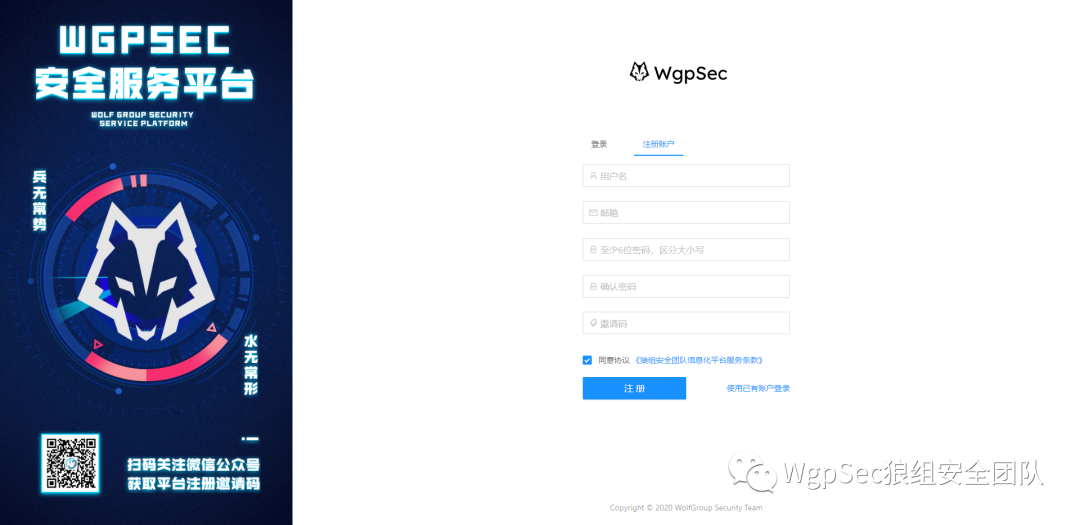 WGPSEC
安全服务平台
WOLF GROUP SECURITY
SERVICE PLATFORM
兵无常势
水无常形
扫码关注微信公众号
获取平台注册邀请码
WgpSec
登录
注册账户
用户名
邮箱
至少6位密码，区分大小写
确认密码
邀请码
同意协议 《狼组安全团队信息化平台服务条款》
注 册
使用已有账户登录
WgpSec狼组安全团队
Copyright © 2020 WolfGroup Security Team